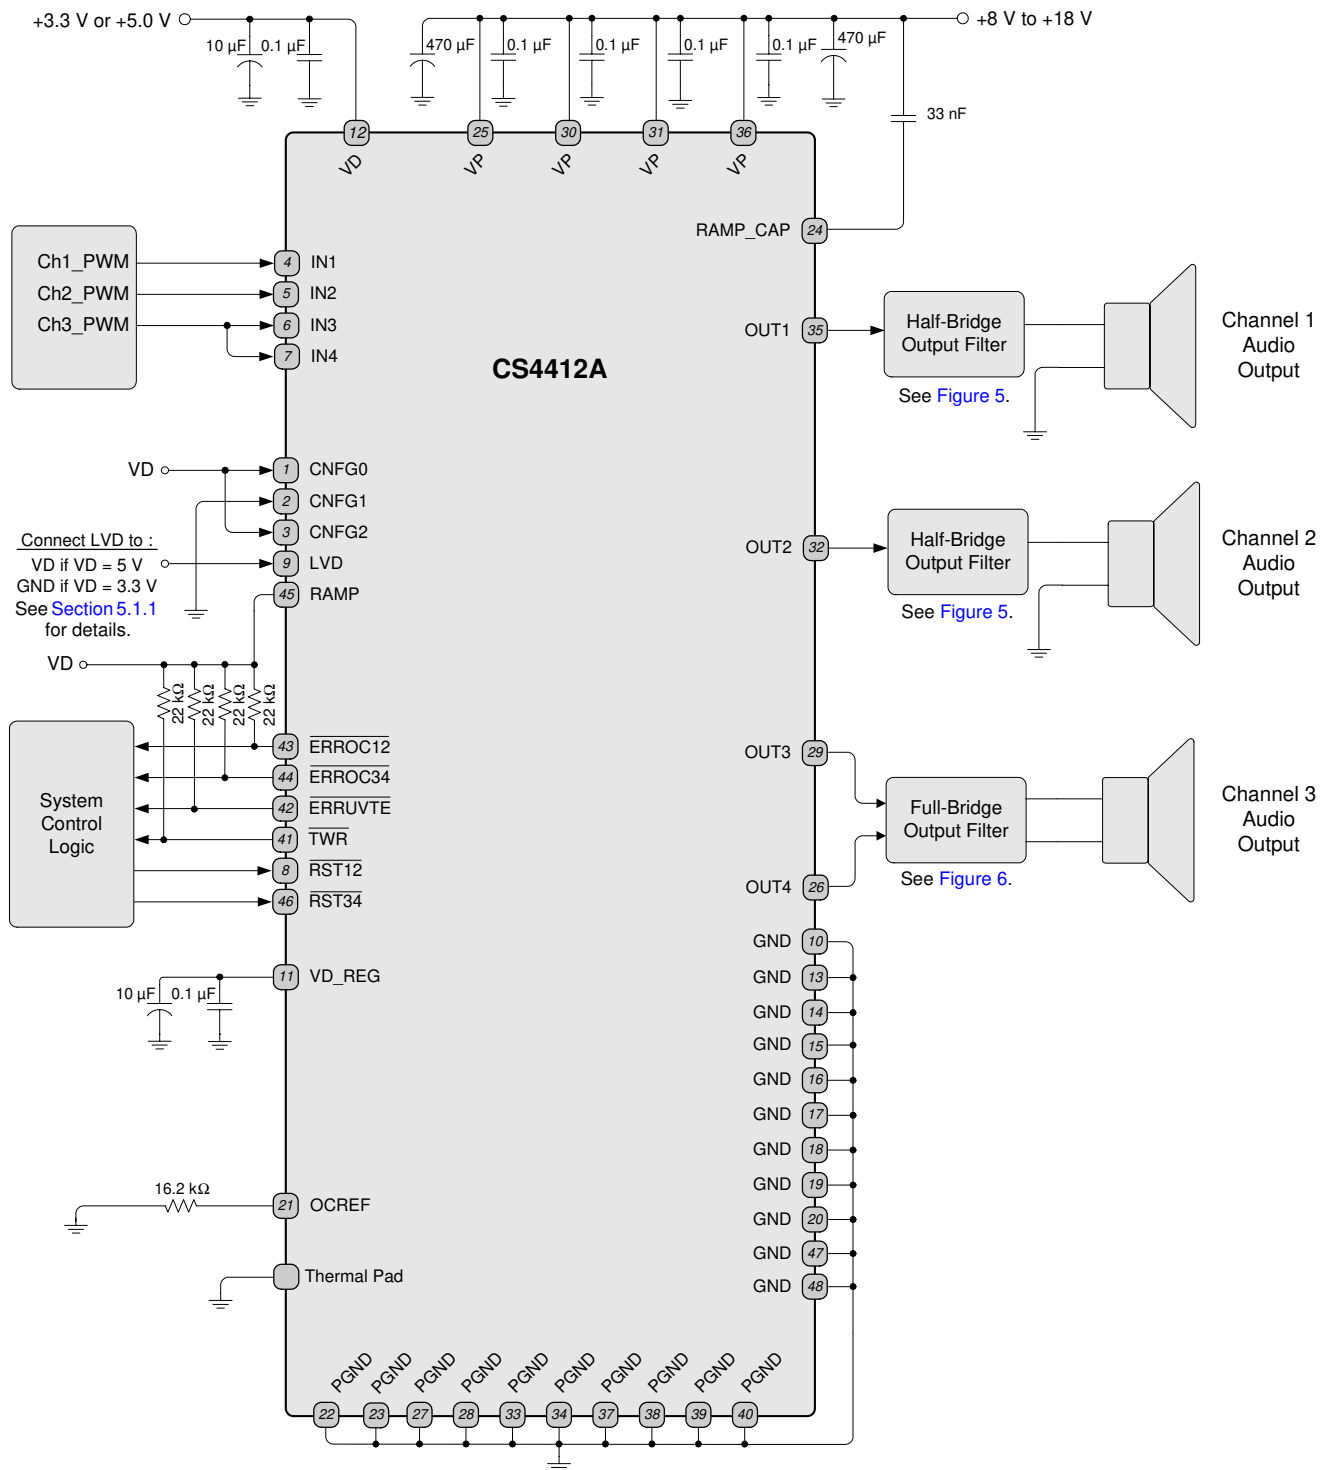 +3.3 V or +5.0 V
10 µF
0.1 µF
470 µF
0.1 µF
0.1 µF
0.1 µF
0.1 µF
470 µF
+8 V to +18 V
33 nF
12
25
30
31
36
VD
VP
VP
VP
VP
RAMP_CAP
24
Ch1_PWM
Ch2_PWM
Ch3_PWM
4
IN1
5
IN2
6
IN3
7
IN4
CS4412A
OUT1
35
Half-Bridge
Output Filter
See Figure 5.
Channel 1
Audio
Output
VD
1
CNFG0
2
CNFG1
3
CNFG2
9
LVD
45
RAMP
Connect LVD to :
VD if VD = 5 V
GND if VD = 3.3 V
See Section 5.1.1
for details.
OUT2
32
Half-Bridge
Output Filter
See Figure 5.
Channel 2
Audio
Output
VD
22 kΩ
22 kΩ
22 kΩ
22 kΩ
System
Control
Logic
43
ERROC12
44
ERROC34
42
ERRUVTE
41
TWR
8
RST12
46
RST34
OUT3
29
OUT4
26
Full-Bridge
Output Filter
See Figure 6.
Channel 3
Audio
Output
10 µF
0.1 µF
11
VD_REG
GND
10
GND
13
GND
14
GND
15
GND
16
GND
17
GND
18
GND
19
GND
20
GND
47
GND
48
16.2 kΩ
21
OCREF
Thermal Pad
PGND
PGND
PGND
PGND
PGND
PGND
PGND
PGND
PGND
PGND
22
23
27
28
33
34
37
38
39
40